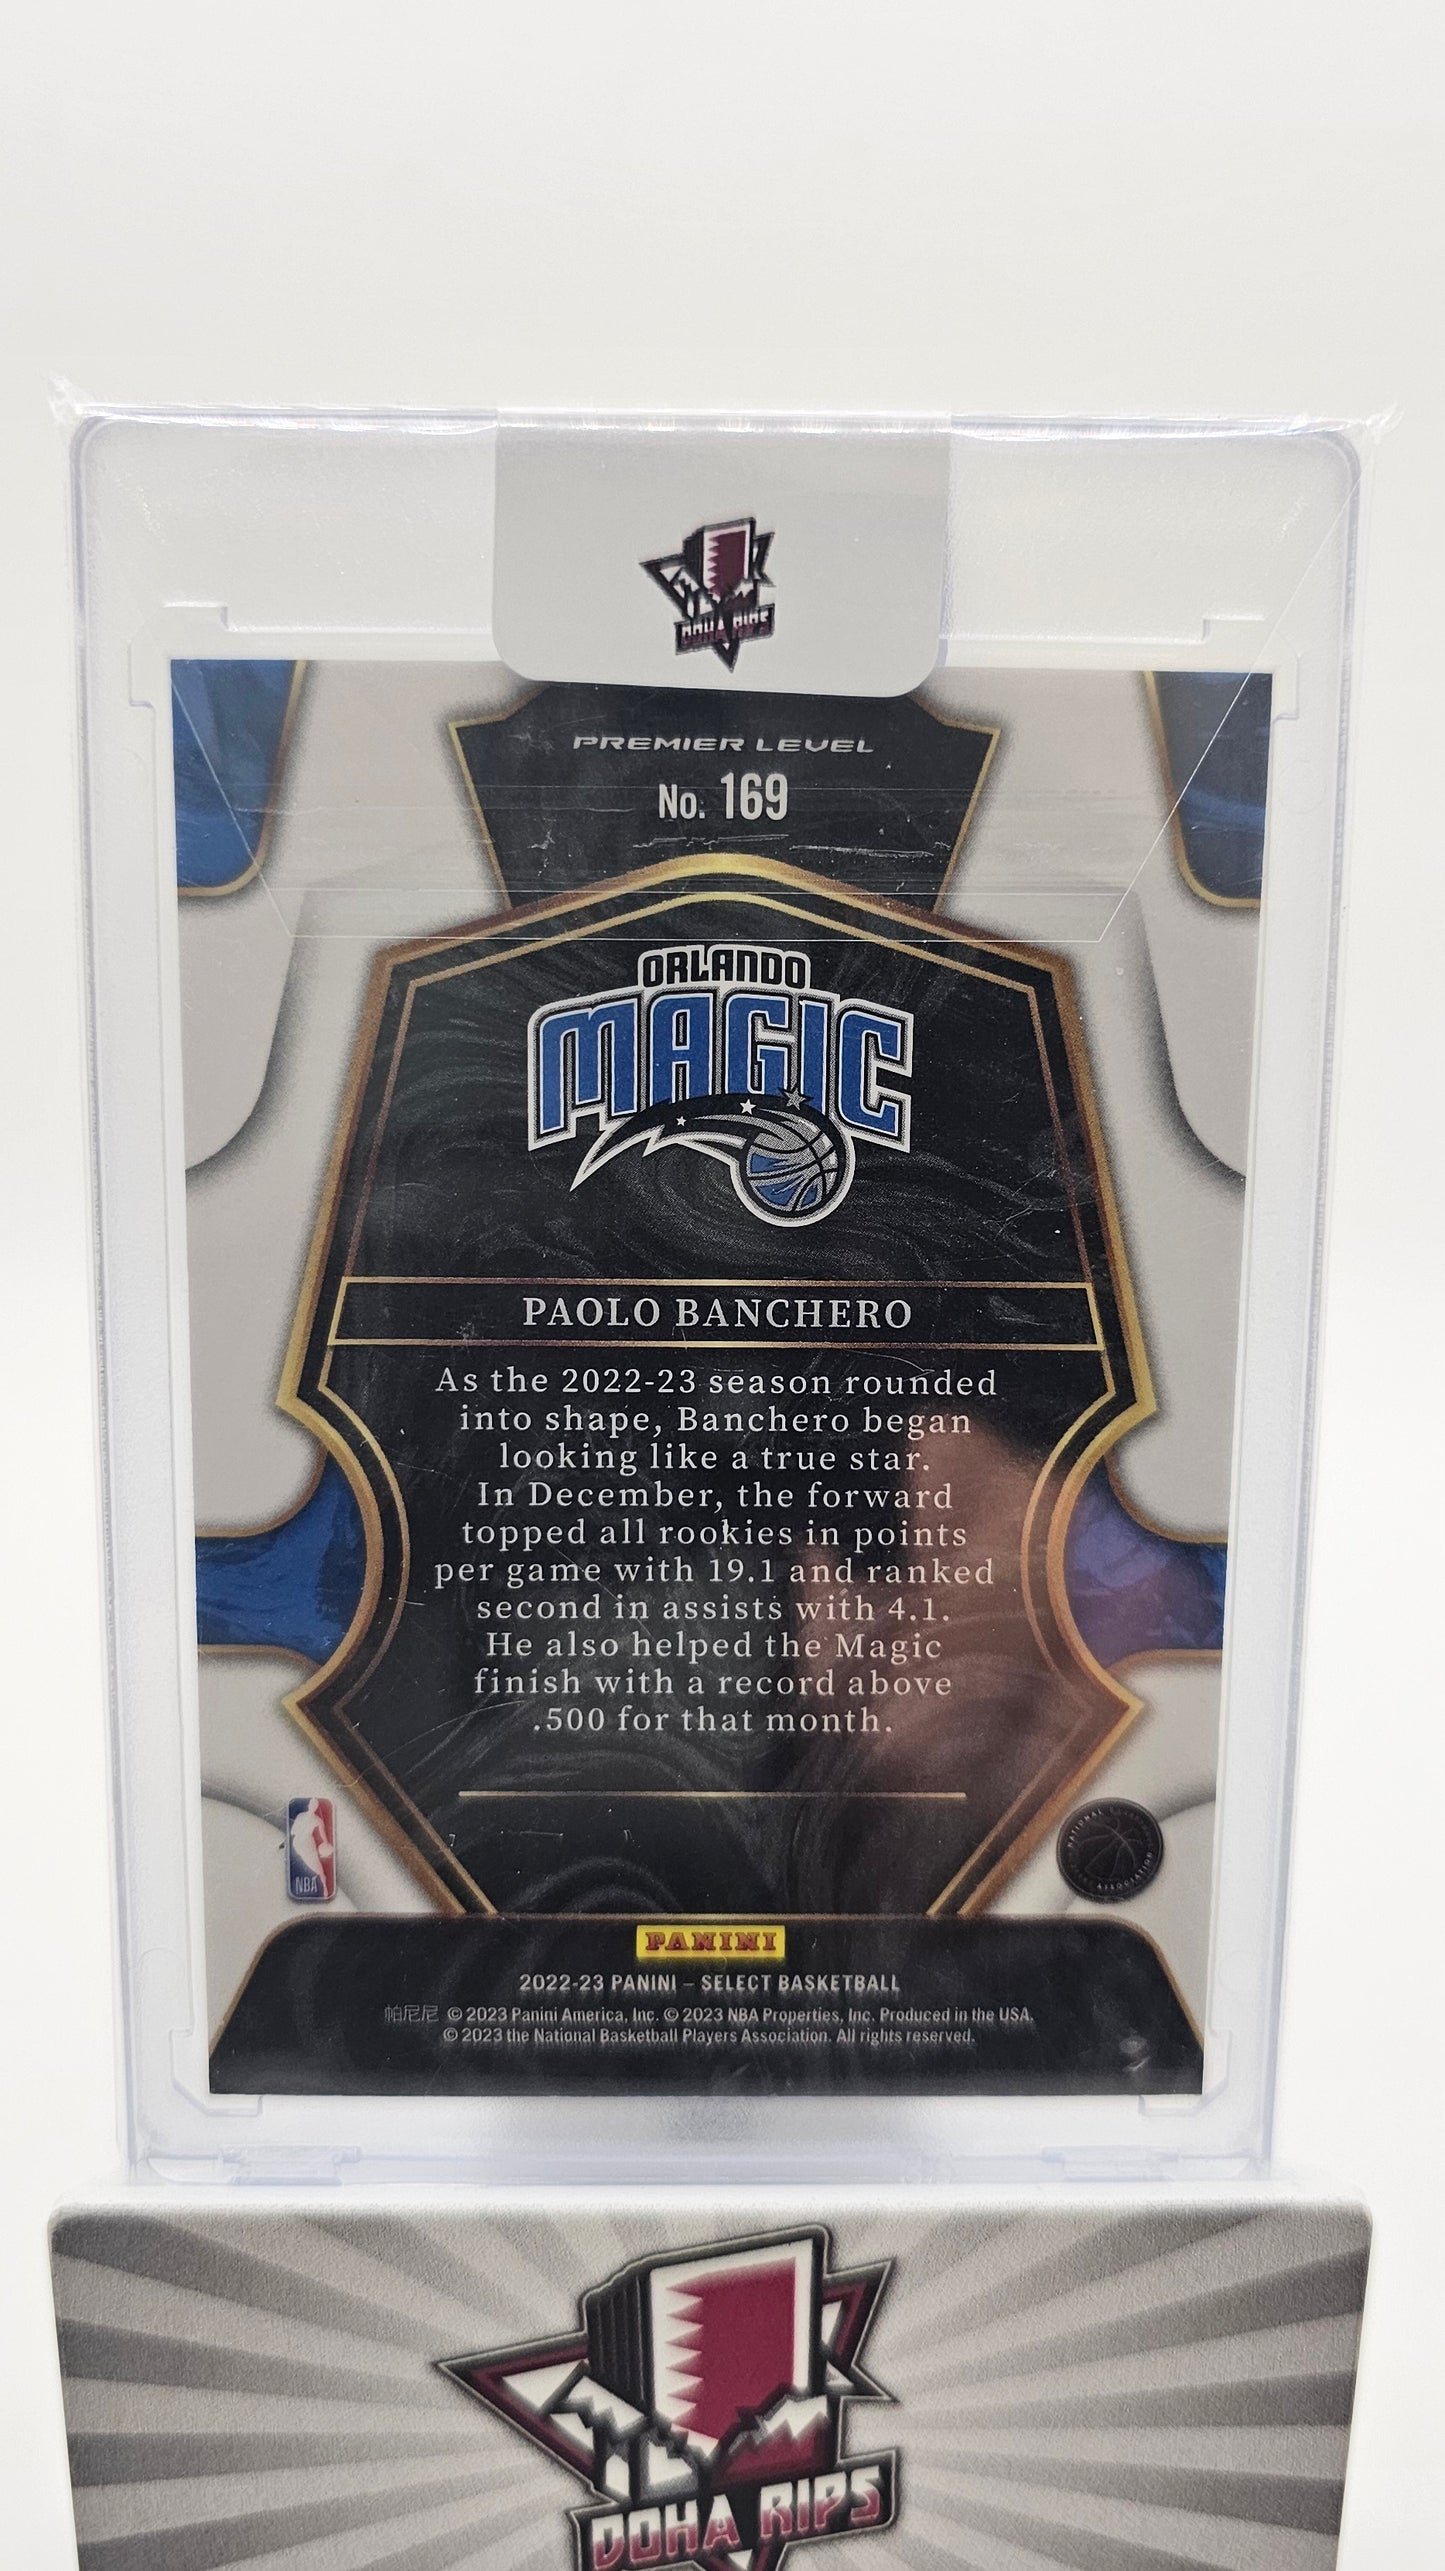 DOHA RIPS
PREMIER LEVEL
No. 169
ORLANDO
MAGIC
PAOLO BANCHERO
As the 2022-23 season rounded
into shape, Banchero began
looking like a true star.
In December, the forward
topped all rookies in points
per game with 19.1 and ranked
second in assists with 4.1.
He also helped the Magic
finish with a record above
.500 for that month.
NBA
NATIONAL BASKETBALL PLAYERS ASSOCIATION
PANINI
2022-23 PANINI – SELECT BASKETBALL
帕尼尼 © 2023 Panini America, Inc. © 2023 NBA Properties, Inc. Produced in the USA.
© 2023 the National Basketball Players Association. All rights reserved.
DOHA RIPS